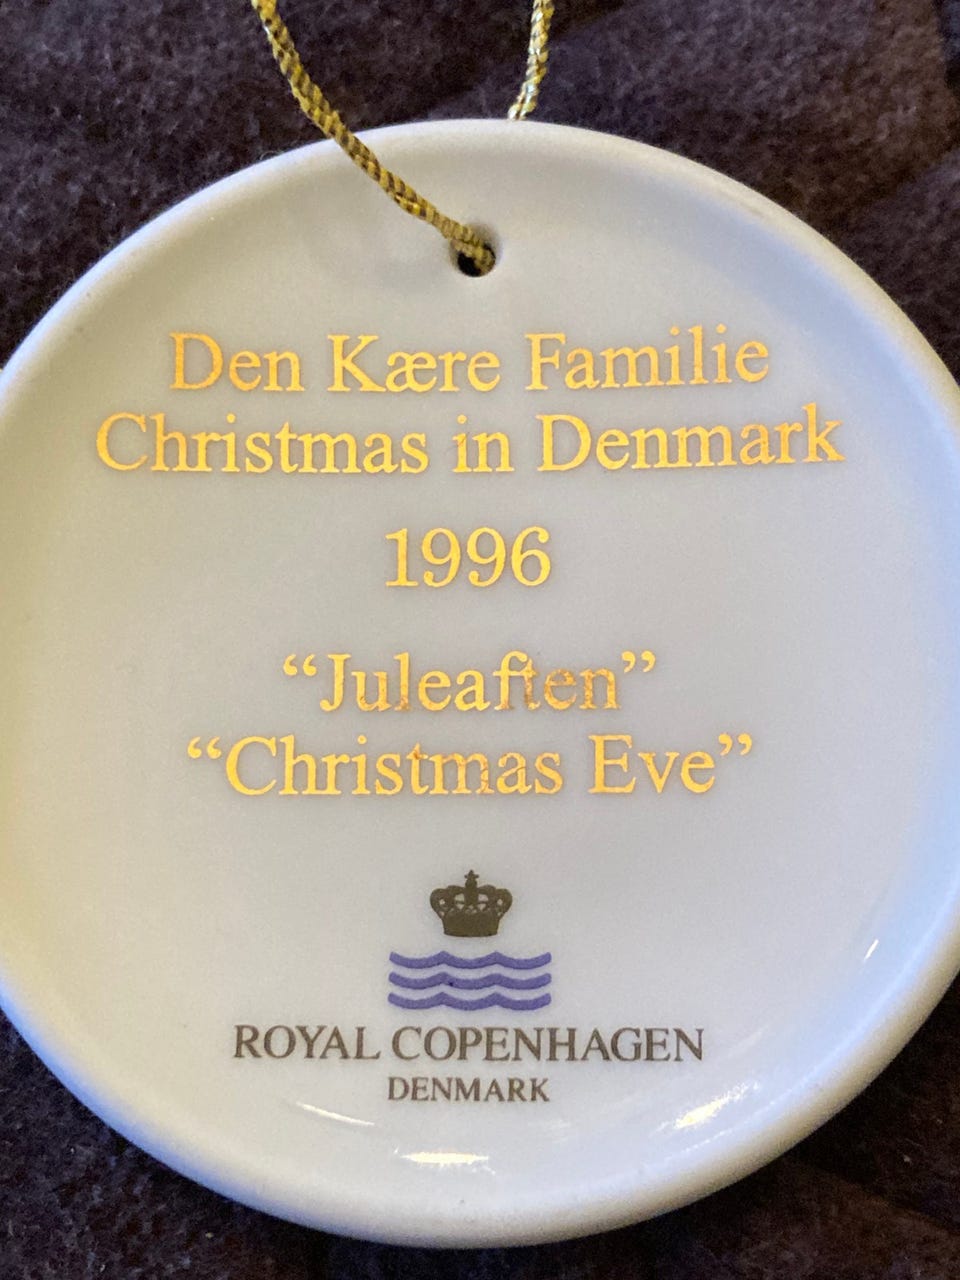 Den Kære Familie
Christmas in Denmark
1996
“Juleaften”
“Christmas Eve”
ROYAL COPENHAGEN
DENMARK